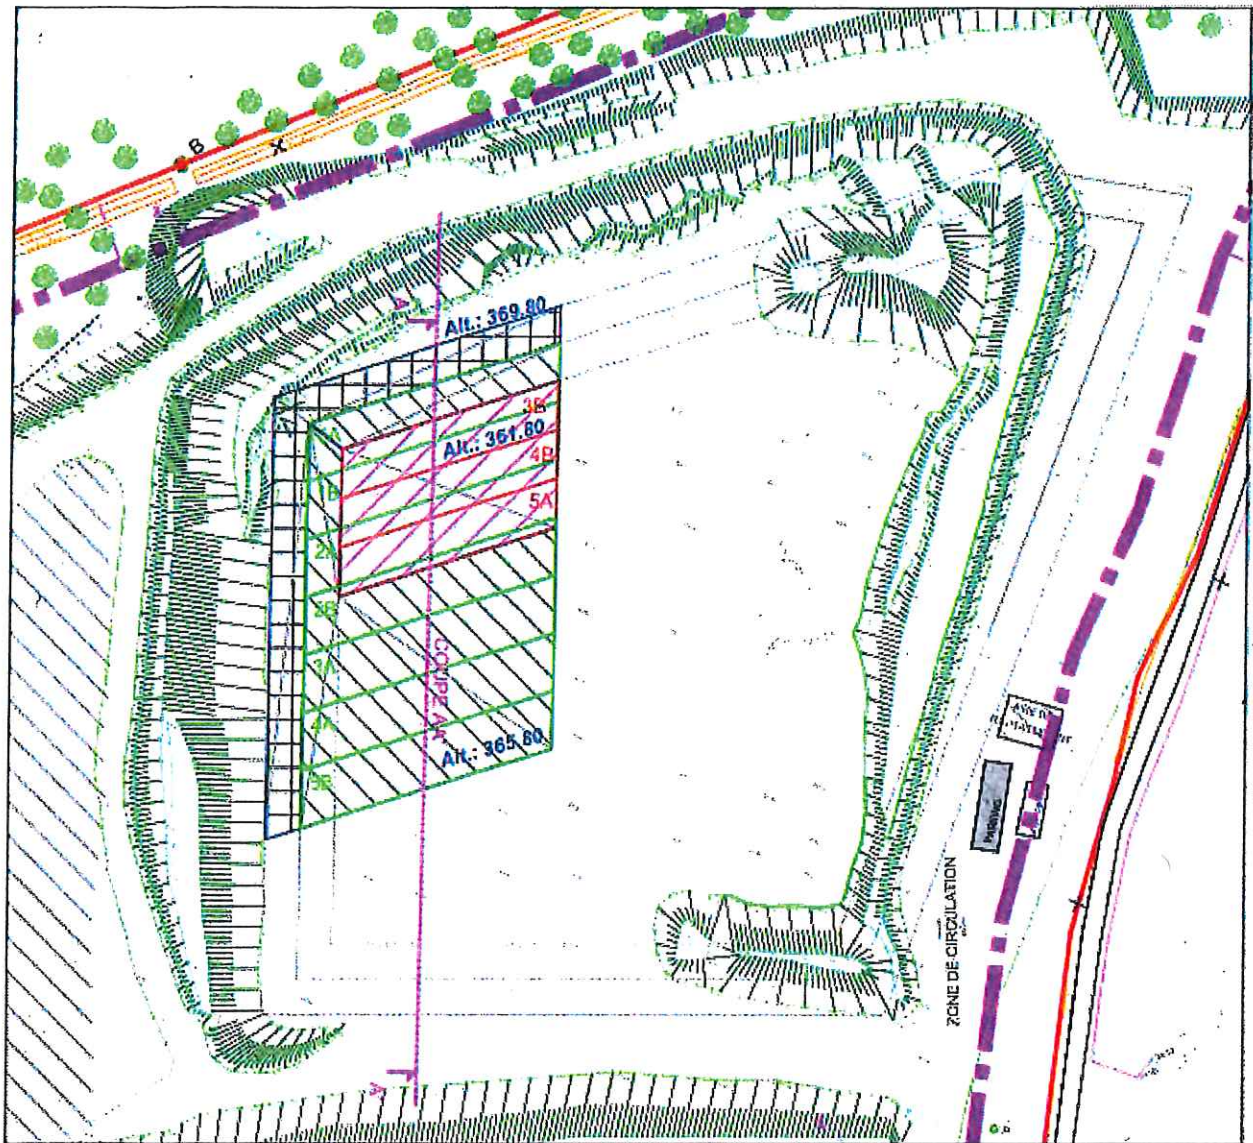 B
A
Alt.: 369.80
3B
Alt.: 361.80
4B
1B
5A
2A
2B
3A
COUPE AA
4A
Alt.: 365.80
5B
PARKING
ZONE DE CIRCULATION
A